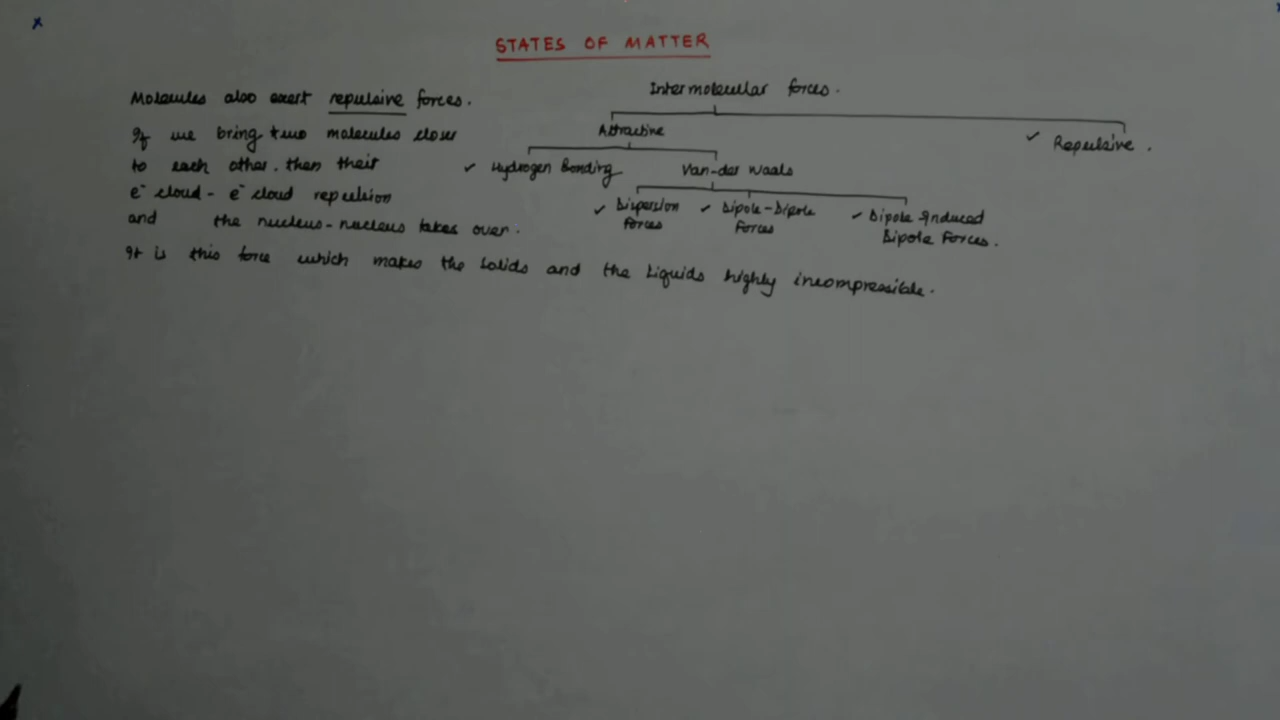 STATES OF MATTER
Molecules also exert repulsive forces.
If we bring two molecules closer
to each other. then their
e⁻ cloud - e⁻ cloud repulsion
and the nucleus - nucleus takes over.
It is this force which makes the Solids and the Liquids highly incompressible.
Intermolecular forces.
Attractive
Repulsive.
Hydrogen Bonding
Van-der Waals
Dispersion
Forces
Dipole-Dipole
Forces
Dipole Induced
Dipole Forces.